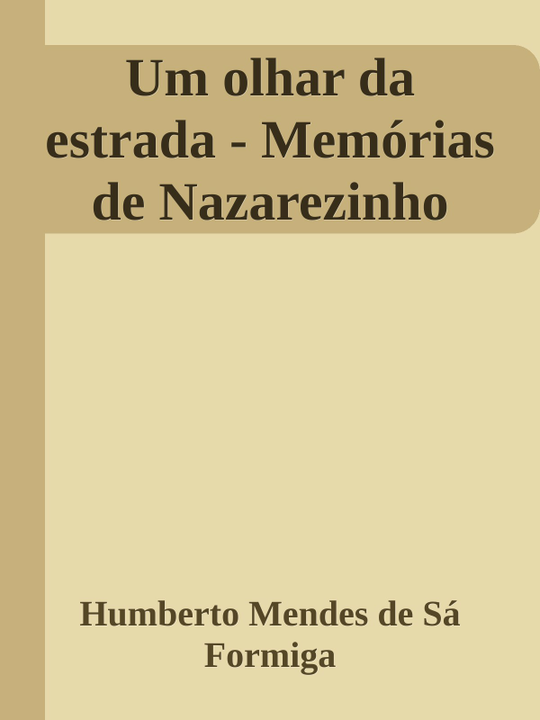 Um olhar da
estrada - Memórias
de Nazarezinho
Humberto Mendes de Sá
Formiga